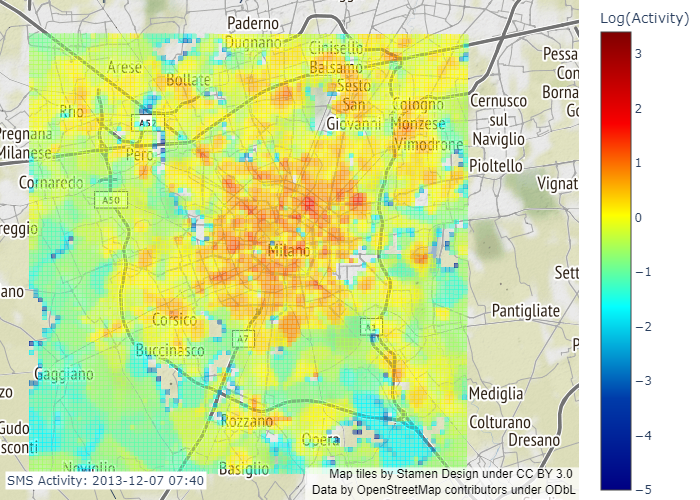 Log(Activity)
3
2
1
0
−1
−2
−3
−4
−5
Paderno
Dugnano
Cinisello
Balsamo
Arese
Bollate
Sesto
San
Giovanni
Cologno
Monzese
Vimodrone
Cernusco
sul
Naviglio
Pessa
Con
Borna
Go
Rho
A52
Pero
Pregnana
Milanese
Cornaredo
A50
Pioltello
Vignat
reggio
Milano
Sett
ano
Pantigliate
Corsico
A7
A1
Buccinasco
P
Gaggiano
zo
Mediglia
Rozzano
Opera
Colturano
Dresano
Gudo
sconti
Noviglio
Basiglio
SMS Activity: 2013-12-07 07:40
Map tiles by Stamen Design under CC BY 3.0
Data by OpenStreetMap contributors under ODbL